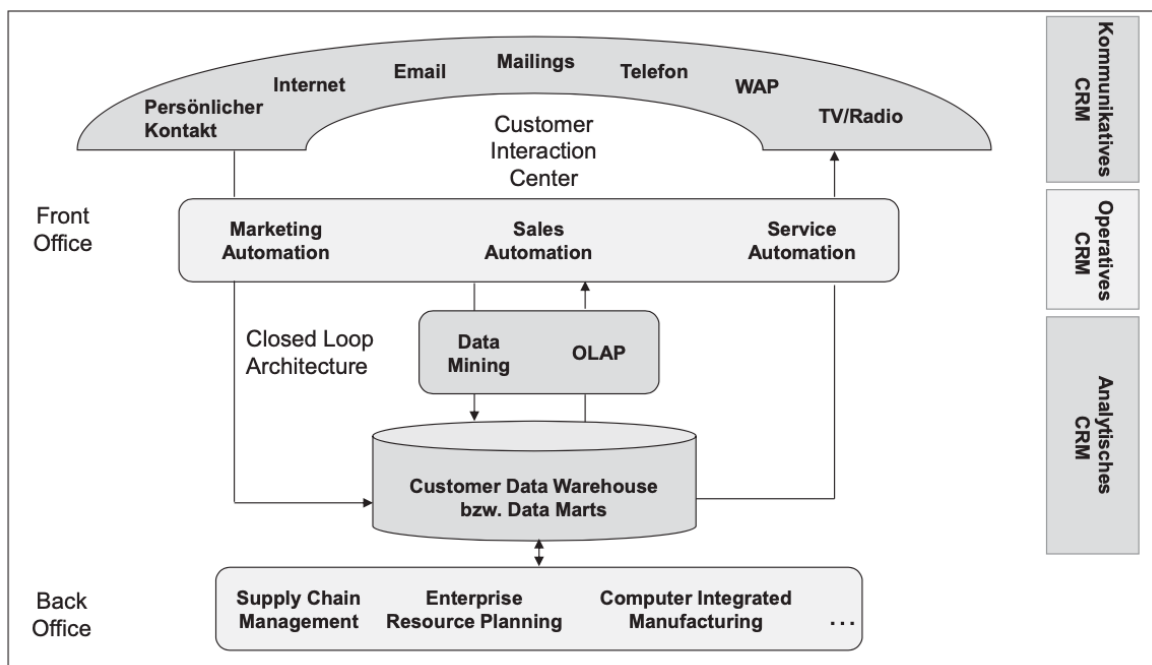 Persönlicher
Kontakt
Internet
Email
Mailings
Telefon
WAP
TV/Radio
Customer
Interaction
Center
Kommunikatives
CRM
Front
Office
Marketing
Automation
Sales
Automation
Service
Automation
Operatives
CRM
Closed Loop
Architecture
Data
Mining
OLAP
Customer Data Warehouse
bzw. Data Marts
Analytisches
CRM
Back
Office
Supply Chain
Management
Enterprise
Resource Planning
Computer Integrated
Manufacturing
...